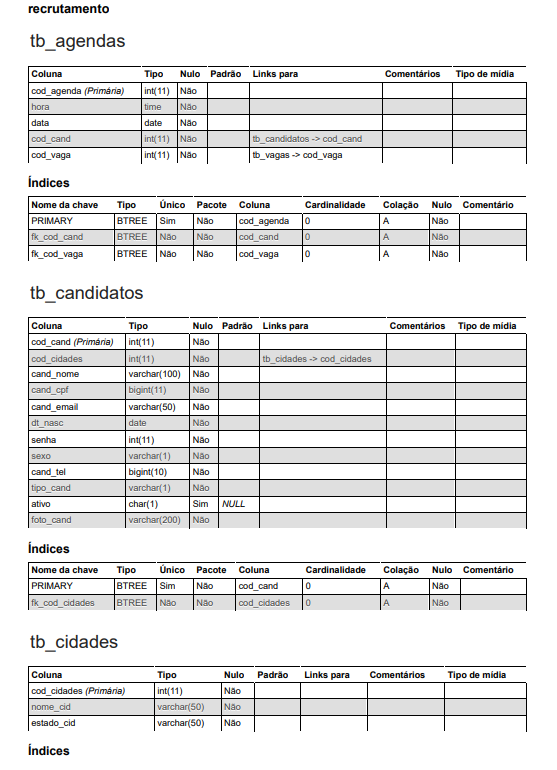 recrutamento
tb_agendas
Coluna Tipo Nulo Padrão Links para Comentários Tipo de mídia
cod_agenda (Primária) int(11) Não
hora time Não
data date Não
cod_cand int(11) Não tb_candidatos -> cod_cand
cod_vaga int(11) Não tb_vagas -> cod_vaga
Índices
Nome da chave Tipo Único Pacote Coluna Cardinalidade Colação Nulo Comentário
PRIMARY BTREE Sim Não cod_agenda 0 A Não
fk_cod_cand BTREE Não Não cod_cand 0 A Não
fk_cod_vaga BTREE Não Não cod_vaga 0 A Não
tb_candidatos
Coluna Tipo Nulo Padrão Links para Comentários Tipo de mídia
cod_cand (Primária) int(11) Não
cod_cidades int(11) Não tb_cidades -> cod_cidades
cand_nome varchar(100) Não
cand_cpf bigint(11) Não
cand_email varchar(50) Não
dt_nasc date Não
senha int(11) Não
sexo varchar(1) Não
cand_tel bigint(10) Não
tipo_cand varchar(1) Não
ativo char(1) Sim NULL
foto_cand varchar(200) Não
Índices
Nome da chave Tipo Único Pacote Coluna Cardinalidade Colação Nulo Comentário
PRIMARY BTREE Sim Não cod_cand 0 A Não
fk_cod_cidades BTREE Não Não cod_cidades 0 A Não
tb_cidades
Coluna Tipo Nulo Padrão Links para Comentários Tipo de mídia
cod_cidades (Primária) int(11) Não
nome_cid varchar(50) Não
estado_cid varchar(50) Não
Índices